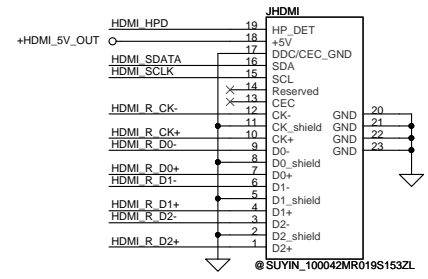 JHDMI
HDMI_HPD 19 HP_DET
+HDMI_5V_OUT 18 +5V
17 DDC/CEC_GND
HDMI_SDATA 16 SDA
HDMI_SCLK 15 SCL
14 Reserved
13 CEC
HDMI_R_CK- 12 CK- GND 20
11 CK_shield GND 21
HDMI_R_CK+ 10 CK+ GND 22
HDMI_R_D0- 9 D0- GND 23
8 D0_shield
HDMI_R_D0+ 7 D0+
HDMI_R_D1- 6 D1-
5 D1_shield
HDMI_R_D1+ 4 D1+
HDMI_R_D2- 3 D2-
2 D2_shield
HDMI_R_D2+ 1 D2+
@SUYIN_100042MR019S153ZL